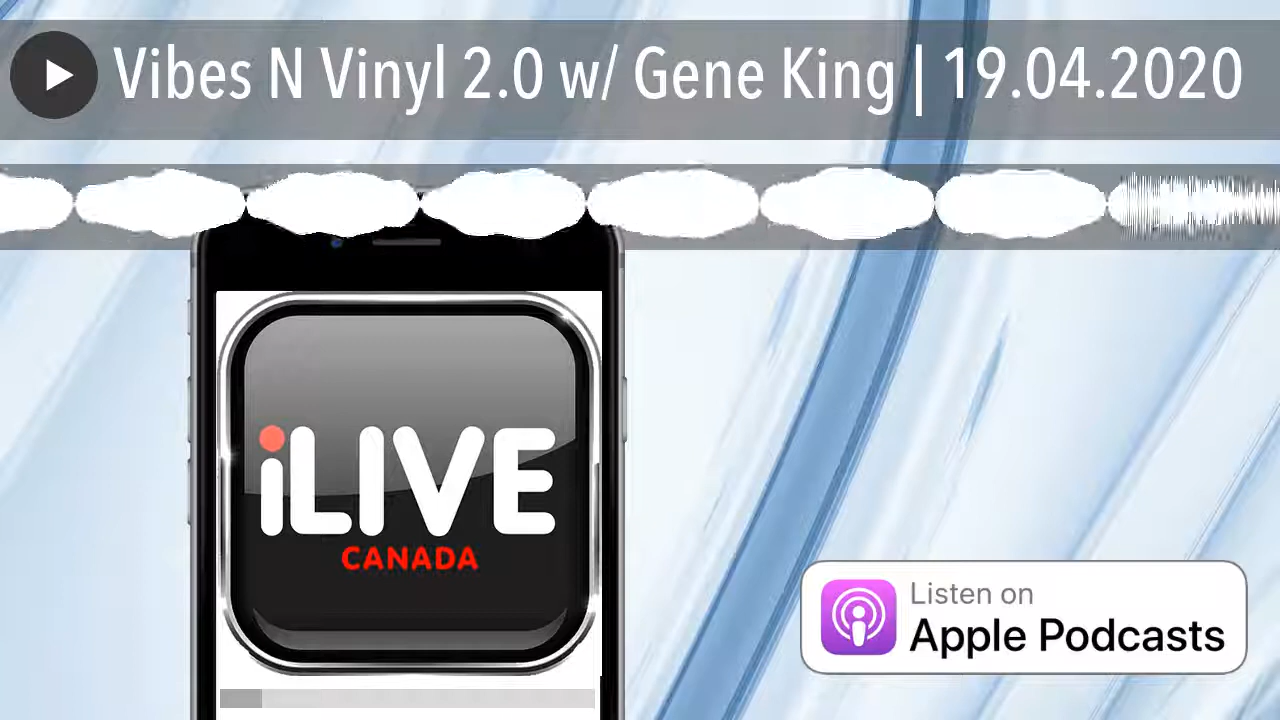 Vibes N Vinyl 2.0 w/ Gene King | 19.04.2020
iLIVE
CANADA
Listen on
Apple Podcasts